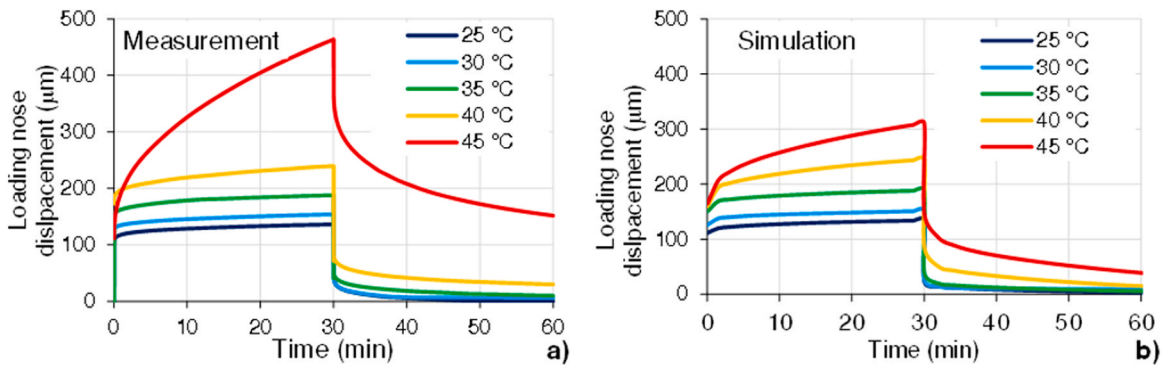 Measurement
500
400
300
200
100
0
Loading nose
dislpacement (μm)
25 °C
30 °C
35 °C
40 °C
45 °C
0
10
20
30
40
50
60
Time (min)
a)
Simulation
500
400
300
200
100
0
Loading nose
dislpacement (μm)
25 °C
30 °C
35 °C
40 °C
45 °C
0
10
20
30
40
50
60
Time (min)
b)